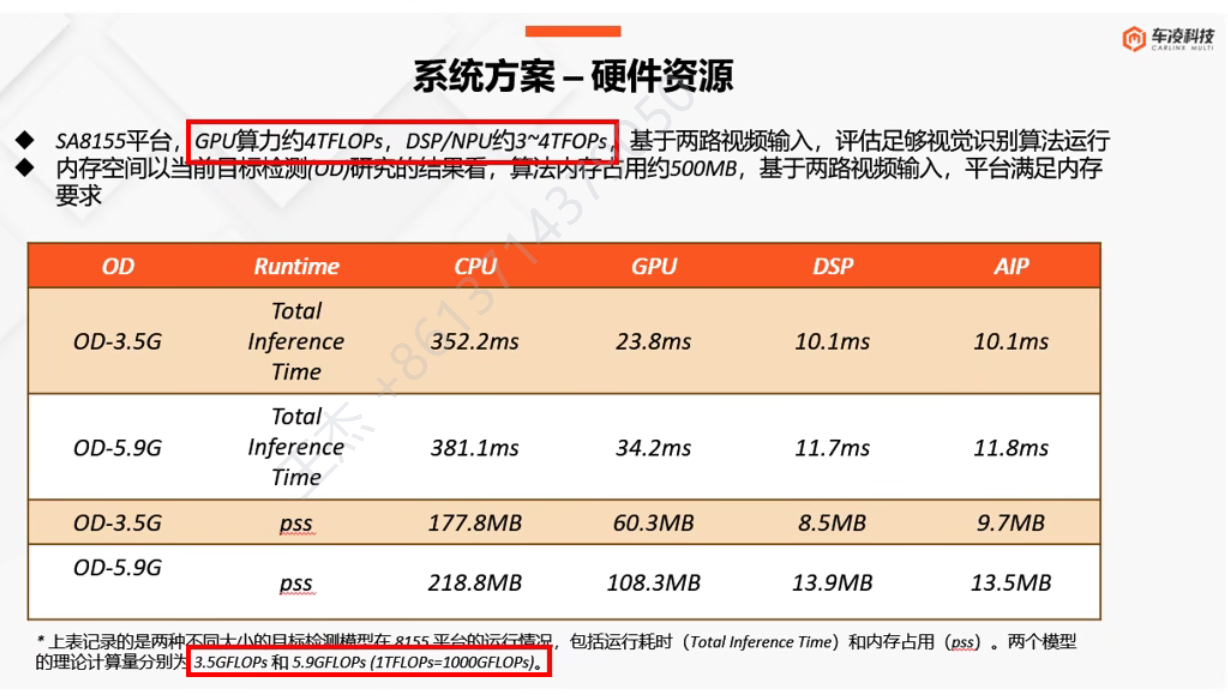 车凌科技
CARLINX MULTI
系统方案 – 硬件资源
◆ SA8155平台，GPU算力约4TFLOPs，DSP/NPU约3~4TFOPs，基于两路视频输入，评估足够视觉识别算法运行
◆ 内存空间以当前目标检测(OD)研究的结果看，算法内存占用约500MB，基于两路视频输入，平台满足内存
要求
OD Runtime CPU GPU DSP AIP
OD-3.5G Total Inference Time 352.2ms 23.8ms 10.1ms 10.1ms
OD-5.9G Total Inference Time 381.1ms 34.2ms 11.7ms 11.8ms
OD-3.5G pss 177.8MB 60.3MB 8.5MB 9.7MB
OD-5.9G pss 218.8MB 108.3MB 13.9MB 13.5MB
* 上表记录的是两种不同大小的目标检测模型在 8155 平台的运行情况，包括运行耗时（Total Inference Time）和内存占用（pss）。两个模型
的理论计算量分别为 3.5GFLOPs 和 5.9GFLOPs (1TFLOPs=1000GFLOPs)。